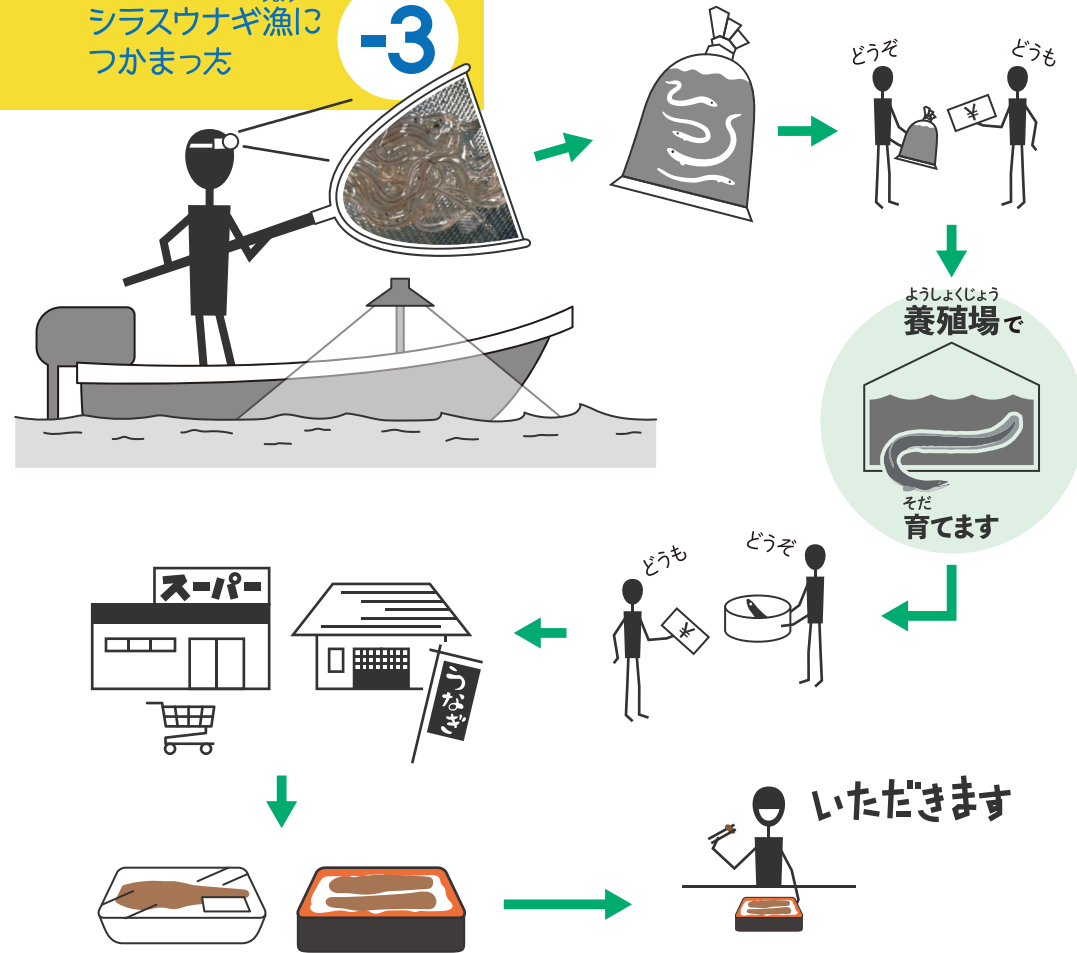 シラスウナギ漁に
つかまった
-3
どうぞ
どうも
¥
ようしょくじょう
養殖場で
そだ
育てます
どうぞ
どうも
¥
スーパー
うなぎ
いただきます